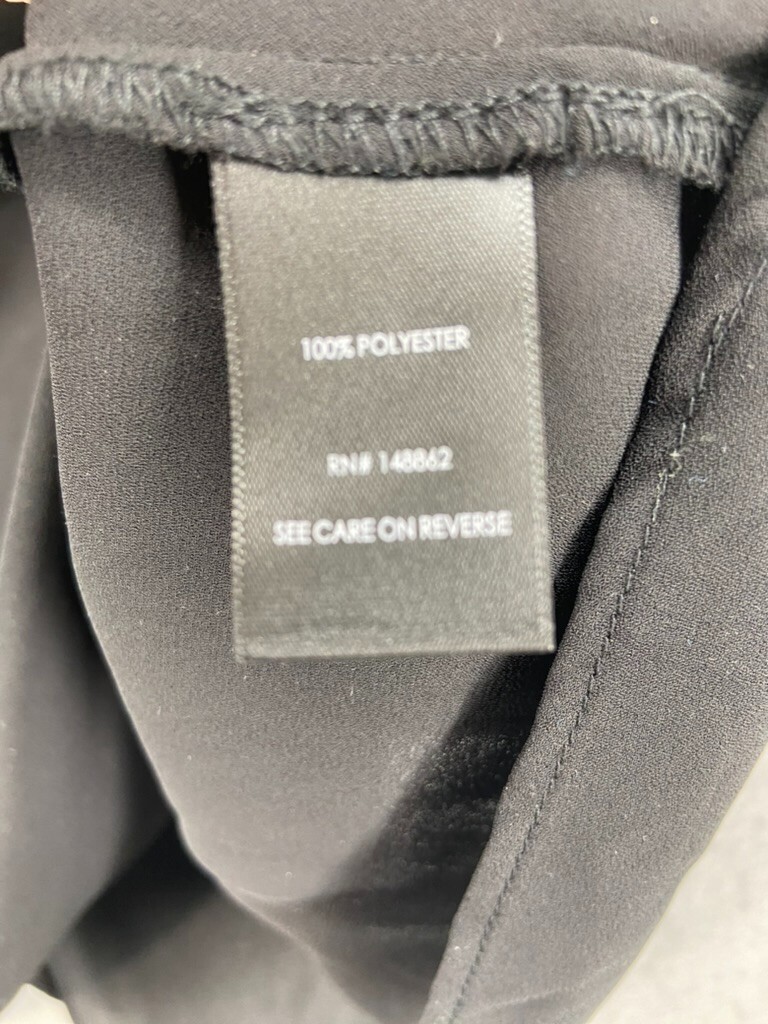 100% POLYESTER
RN# 148862
SEE CARE ON REVERSE